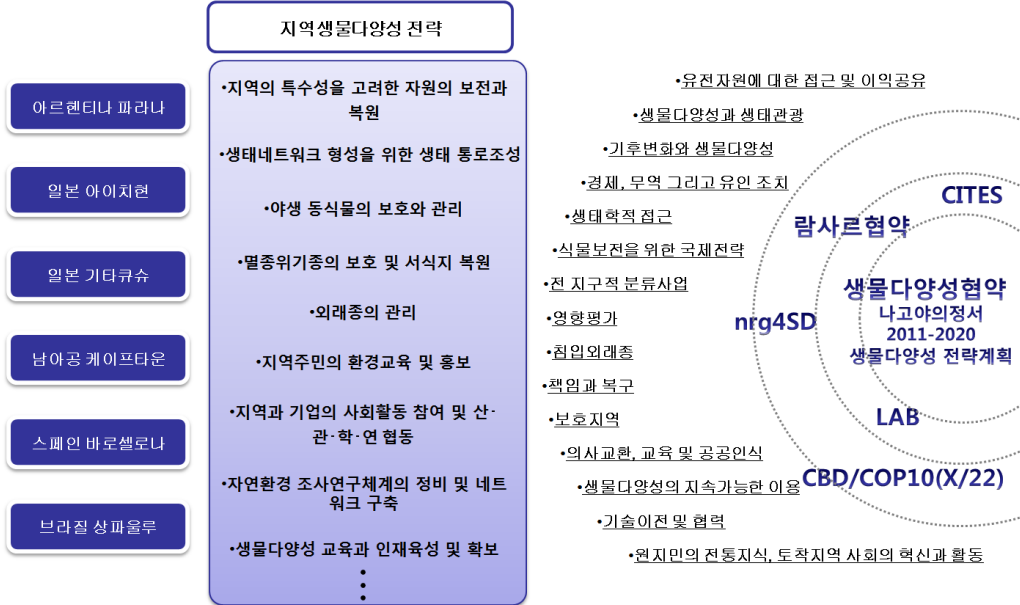 지역생물다양성 전략
아르헨티나 파라나
일본 아이치현
일본 기타큐슈
남아공 케이프타운
스페인 바로셀로나
브라질 상파울루
•지역의 특수성을 고려한 자원의 보전과
복원
•생태네트워크 형성을 위한 생태 통로조성
•야생 동식물의 보호와 관리
•멸종위기종의 보호 및 서식지 복원
•외래종의 관리
•지역주민의 환경교육 및 홍보
•지역과 기업의 사회활동 참여 및 산·
관·학·연 협동
•자연환경 조사연구체계의 정비 및 네트
워크 구축
•생물다양성 교육과 인재육성 및 확보
•유전자원에 대한 접근 및 이익공유
•생물다양성과 생태관광
•기후변화와 생물다양성
•경제, 무역 그리고 유인 조치
•생태학적 접근
•식물보전을 위한 국제전략
•전 지구적 분류사업
•영향평가
•침입외래종
•책임과 복구
•보호지역
•의사교환, 교육 및 공공인식
•생물다양성의 지속가능한 이용
•기술이전 및 협력
•원지민의 전통지식, 토착지역 사회의 혁신과 활동
CITES
람사르협약
생물다양성협약
나고야의정서
2011-2020
생물다양성 전략계획
nrg4SD
LAB
CBD/COP10(X/22)